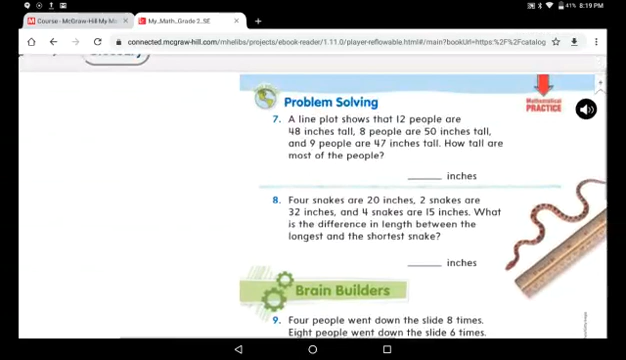 41% 8:19 PM
Course - McGraw-Hill My M
My_Math_Grade 2_SE
connected.mcgraw-hill.com/mhelibs/projects/ebook-reader/1.11.0/player-reflowable.html#/main?bookUrl=https:%2F%2Fcatalog
Problem Solving
Mathematical
PRACTICE
7. A line plot shows that 12 people are
48 inches tall, 8 people are 50 inches tall,
and 9 people are 47 inches tall. How tall are
most of the people?
______ inches
8. Four snakes are 20 inches, 2 snakes are
32 inches, and 4 snakes are 15 inches. What
is the difference in length between the
longest and the shortest snake?
______ inches
Brain Builders
9. Four people went down the slide 8 times.
Eight people went down the slide 6 times.